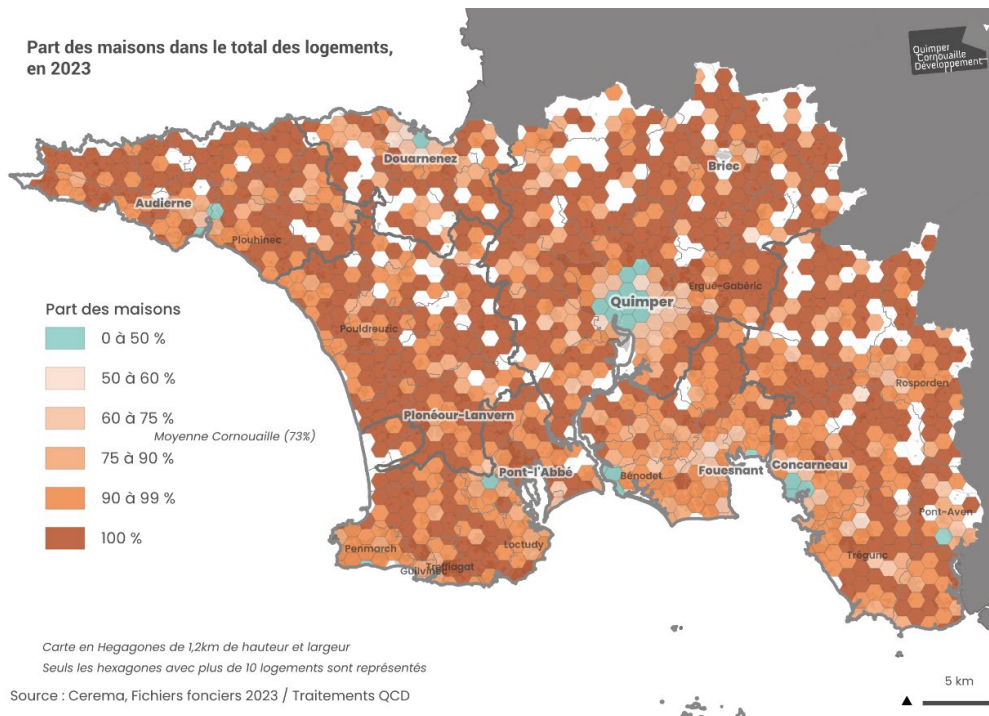 Part des maisons dans le total des logements,
en 2023
Quimper
Cornouaille
Développement
Douarnenez
Briec
Audierne
Plouhinec
Quimper
Ergué-Gabéric
Part des maisons
0 à 50 %
50 à 60 %
60 à 75 %
Moyenne Cornouaille (73%)
75 à 90 %
90 à 99 %
100 %
Pouldreuzic
Rosporden
Plonéour-Lanvern
Pont-l'Abbé
Bénodet
Fouesnant
Concarneau
Pont-Aven
Penmarch
Guilvinec
Treffiagat
Loctudy
Trégunc
Carte en Hegagones de 1,2km de hauteur et largeur
Seuls les hexagones avec plus de 10 logements sont représentés
Source : Cerema, Fichiers fonciers 2023 / Traitements QCD
5 km